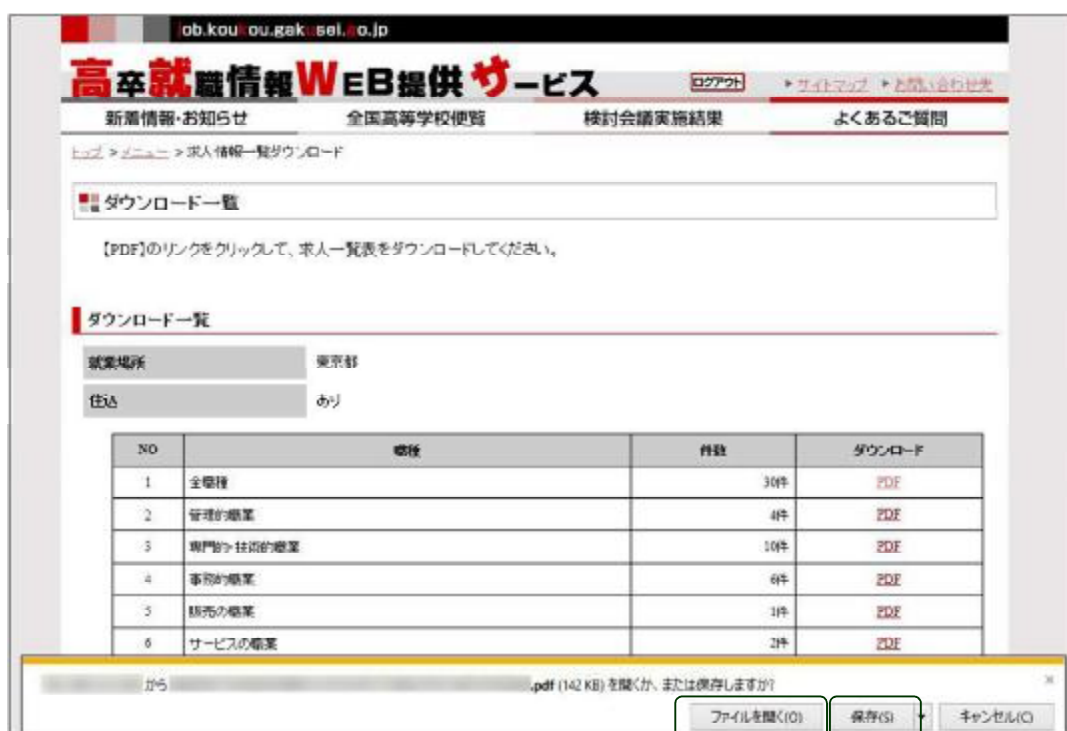 job.koukou.gakusei.go.jp
高卒就職情報WEB提供サービス
ログアウト
サイトマップ
お問い合わせ先
新着情報・お知らせ
全国高等学校便覧
検討会議実施結果
よくあるご質問
トップ > メニュー > 求人情報一覧ダウンロード
ダウンロード一覧
【PDF】のリンクをクリックして、求人一覧表をダウンロードしてください。
ダウンロード一覧
就業場所 東京都
住込 あり
NO 職種 件数 ダウンロード
1 全職種 30件 PDF
2 管理的職業 4件 PDF
3 専門的・技術的職業 10件 PDF
4 事務的職業 6件 PDF
5 販売の職業 1件 PDF
6 サービスの職業 2件 PDF
から .pdf (142 KB) を開くか、または保存しますか?
×
ファイルを開く(O) 保存(S) ▼ キャンセル(C)